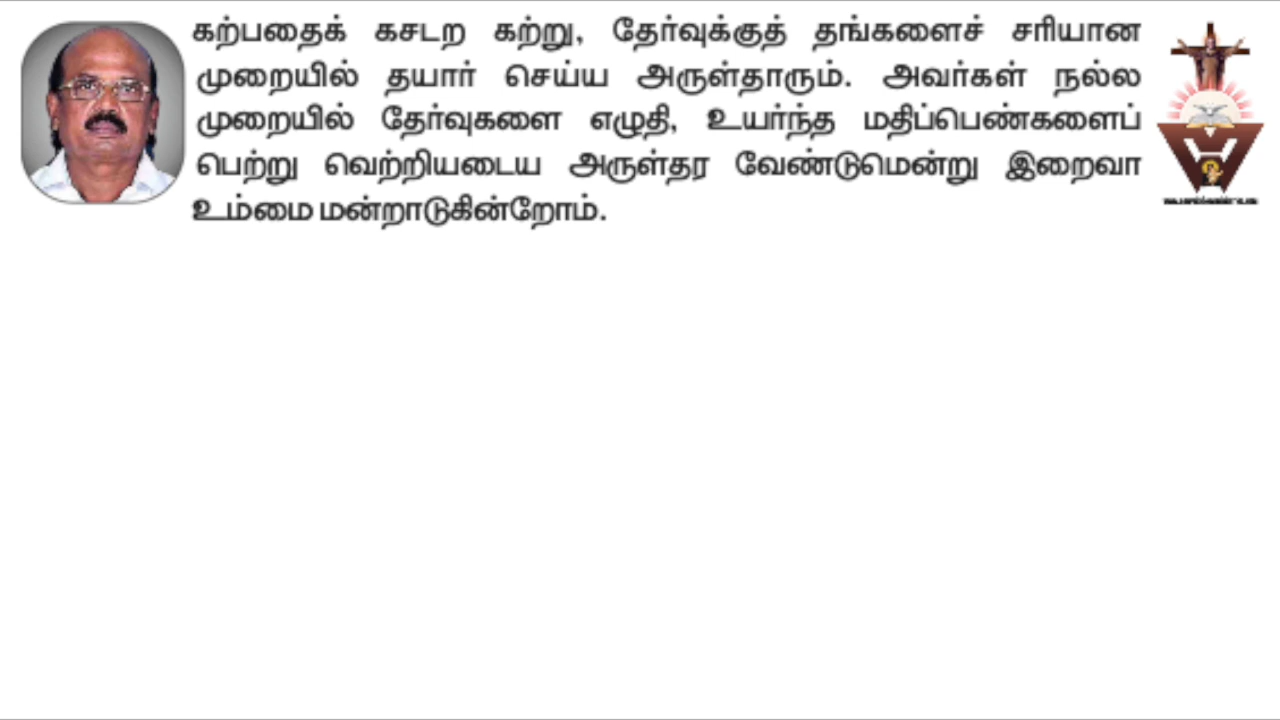 கற்பதைக் கசடற கற்று, தேர்வுக்குத் தங்களைச் சரியான
முறையில் தயார் செய்ய அருள்தாரும். அவர்கள் நல்ல
முறையில் தேர்வுகளை எழுதி, உயர்ந்த மதிப்பெண்களைப்
பெற்று வெற்றியடைய அருள்தர வேண்டுமென்று இறைவா
உம்மை மன்றாடுகின்றோம்.